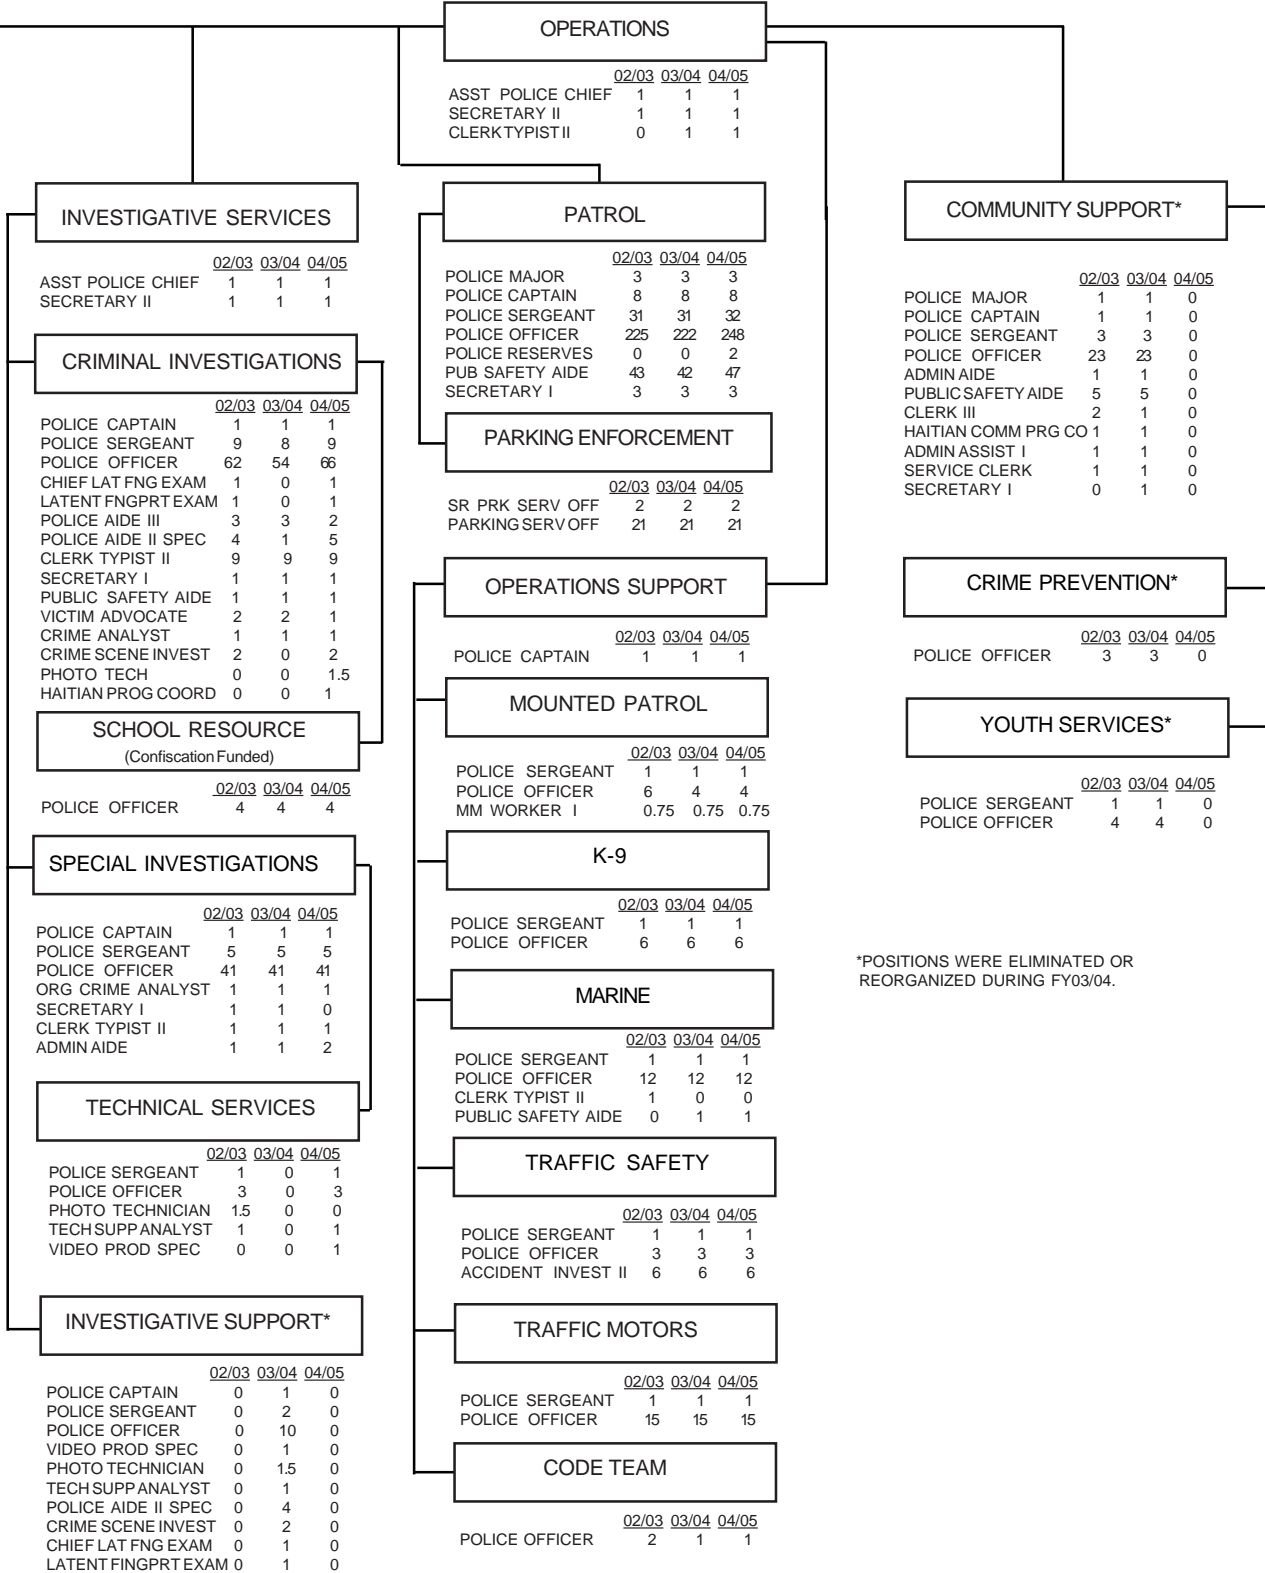 OPERATIONS
02/03 03/04 04/05
ASST POLICE CHIEF 1 1 1
SECRETARY II 1 1 1
CLERK TYPIST II 0 1 1
INVESTIGATIVE SERVICES
02/03 03/04 04/05
ASST POLICE CHIEF 1 1 1
SECRETARY II 1 1 1
CRIMINAL INVESTIGATIONS
02/03 03/04 04/05
POLICE CAPTAIN 1 1 1
POLICE SERGEANT 9 8 9
POLICE OFFICER 62 54 66
CHIEF LAT FNG EXAM 1 0 1
LATENT FNGPRT EXAM 1 0 1
POLICE AIDE III 3 3 2
POLICE AIDE II SPEC 4 1 5
CLERK TYPIST II 9 9 9
SECRETARY I 1 1 1
PUBLIC SAFETY AIDE 1 1 1
VICTIM ADVOCATE 2 2 1
CRIME ANALYST 1 1 1
CRIME SCENE INVEST 2 0 2
PHOTO TECH 0 0 1.5
HAITIAN PROG COORD 0 0 1
SCHOOL RESOURCE
(Confiscation Funded)
02/03 03/04 04/05
POLICE OFFICER 4 4 4
SPECIAL INVESTIGATIONS
02/03 03/04 04/05
POLICE CAPTAIN 1 1 1
POLICE SERGEANT 5 5 5
POLICE OFFICER 41 41 41
ORG CRIME ANALYST 1 1 1
SECRETARY I 1 1 0
CLERK TYPIST II 1 1 1
ADMIN AIDE 1 1 2
TECHNICAL SERVICES
02/03 03/04 04/05
POLICE SERGEANT 1 0 1
POLICE OFFICER 3 0 3
PHOTO TECHNICIAN 1.5 0 0
TECH SUPP ANALYST 1 0 1
VIDEO PROD SPEC 0 0 1
INVESTIGATIVE SUPPORT*
02/03 03/04 04/05
POLICE CAPTAIN 0 1 0
POLICE SERGEANT 0 2 0
POLICE OFFICER 0 10 0
VIDEO PROD SPEC 0 1 0
PHOTO TECHNICIAN 0 1.5 0
TECH SUPP ANALYST 0 1 0
POLICE AIDE II SPEC 0 4 0
CRIME SCENE INVEST 0 2 0
CHIEF LAT FNG EXAM 0 1 0
LATENT FINGPRT EXAM 0 1 0
PATROL
02/03 03/04 04/05
POLICE MAJOR 3 3 3
POLICE CAPTAIN 8 8 8
POLICE SERGEANT 31 31 32
POLICE OFFICER 225 222 248
POLICE RESERVES 0 0 2
PUB SAFETY AIDE 43 42 47
SECRETARY I 3 3 3
PARKING ENFORCEMENT
02/03 03/04 04/05
SR PRK SERV OFF 2 2 2
PARKING SERV OFF 21 21 21
OPERATIONS SUPPORT
02/03 03/04 04/05
POLICE CAPTAIN 1 1 1
MOUNTED PATROL
02/03 03/04 04/05
POLICE SERGEANT 1 1 1
POLICE OFFICER 6 4 4
MM WORKER I 0.75 0.75 0.75
K-9
02/03 03/04 04/05
POLICE SERGEANT 1 1 1
POLICE OFFICER 6 6 6
MARINE
02/03 03/04 04/05
POLICE SERGEANT 1 1 1
POLICE OFFICER 12 12 12
CLERK TYPIST II 1 0 0
PUBLIC SAFETY AIDE 0 1 1
TRAFFIC SAFETY
02/03 03/04 04/05
POLICE SERGEANT 1 1 1
POLICE OFFICER 3 3 3
ACCIDENT INVEST II 6 6 6
TRAFFIC MOTORS
02/03 03/04 04/05
POLICE SERGEANT 1 1 1
POLICE OFFICER 15 15 15
CODE TEAM
02/03 03/04 04/05
POLICE OFFICER 2 1 1
COMMUNITY SUPPORT*
02/03 03/04 04/05
POLICE MAJOR 1 1 0
POLICE CAPTAIN 1 1 0
POLICE SERGEANT 3 3 0
POLICE OFFICER 23 23 0
ADMIN AIDE 1 1 0
PUBLIC SAFETY AIDE 5 5 0
CLERK III 2 1 0
HAITIAN COMM PRG CO 1 1 0
ADMIN ASSIST I 1 1 0
SERVICE CLERK 1 1 0
SECRETARY I 0 1 0
CRIME PREVENTION*
02/03 03/04 04/05
POLICE OFFICER 3 3 0
YOUTH SERVICES*
02/03 03/04 04/05
POLICE SERGEANT 1 1 0
POLICE OFFICER 4 4 0
*POSITIONS WERE ELIMINATED OR
REORGANIZED DURING FY03/04.